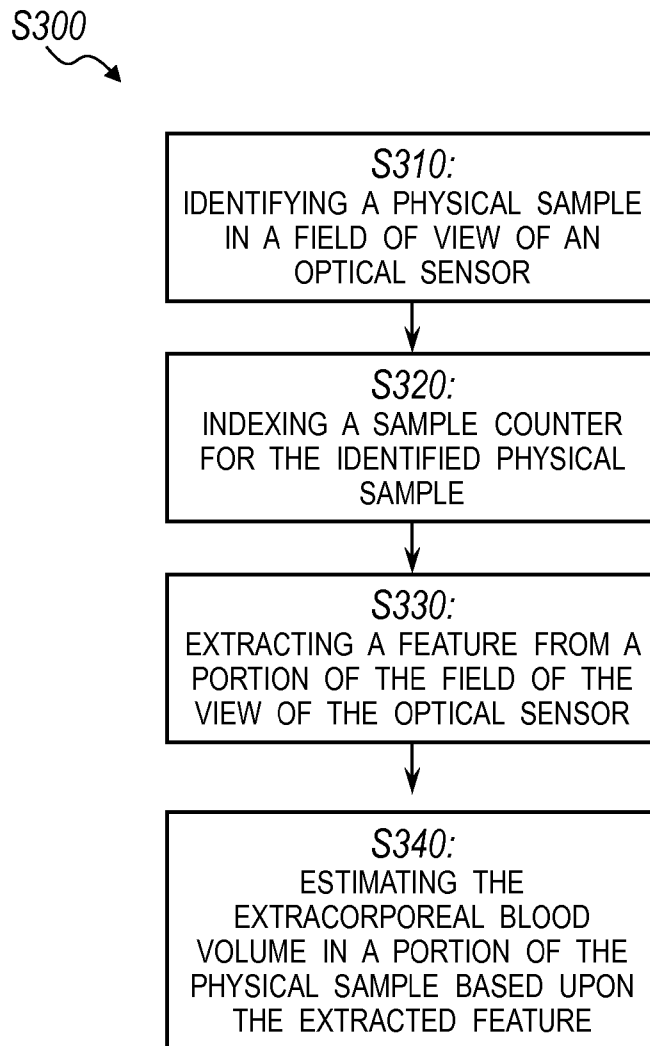 S300
S310:
IDENTIFYING A PHYSICAL SAMPLE
IN A FIELD OF VIEW OF AN
OPTICAL SENSOR
S320:
INDEXING A SAMPLE COUNTER
FOR THE IDENTIFIED PHYSICAL
SAMPLE
S330:
EXTRACTING A FEATURE FROM A
PORTION OF THE FIELD OF THE
VIEW OF THE OPTICAL SENSOR
S340:
ESTIMATING THE
EXTRACORPOREAL BLOOD
VOLUME IN A PORTION OF THE
PHYSICAL SAMPLE BASED UPON
THE EXTRACTED FEATURE